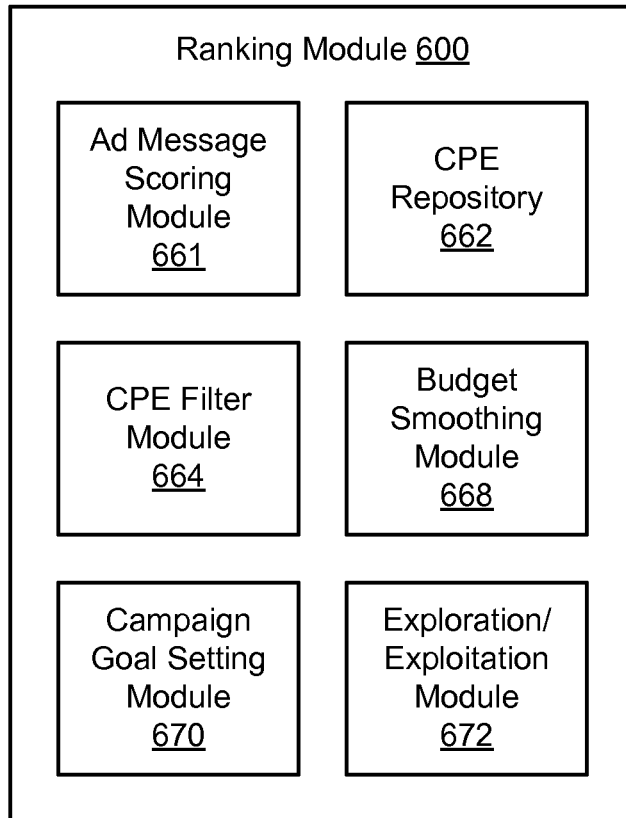 Ranking Module 600
Ad Message
Scoring
Module
661
CPE
Repository
662
CPE Filter
Module
664
Budget
Smoothing
Module
668
Campaign
Goal Setting
Module
670
Exploration/
Exploitation
Module
672